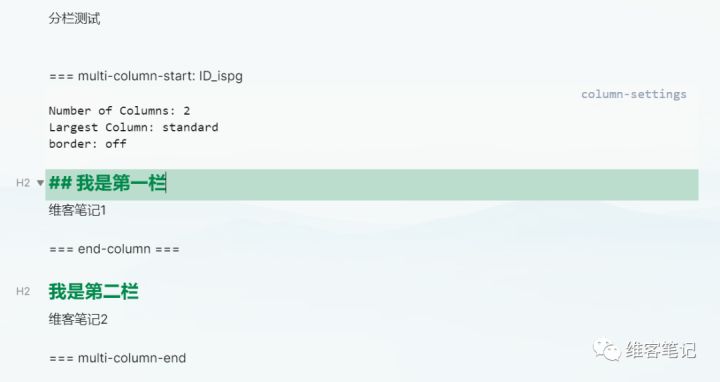 分栏测试
=== multi-column-start: ID_ispg
column-settings
Number of Columns: 2
Largest Column: standard
border: off
H2 ## 我是第一栏
维客笔记1
=== end-column ===
H2 我是第二栏
维客笔记2
=== multi-column-end
维客笔记